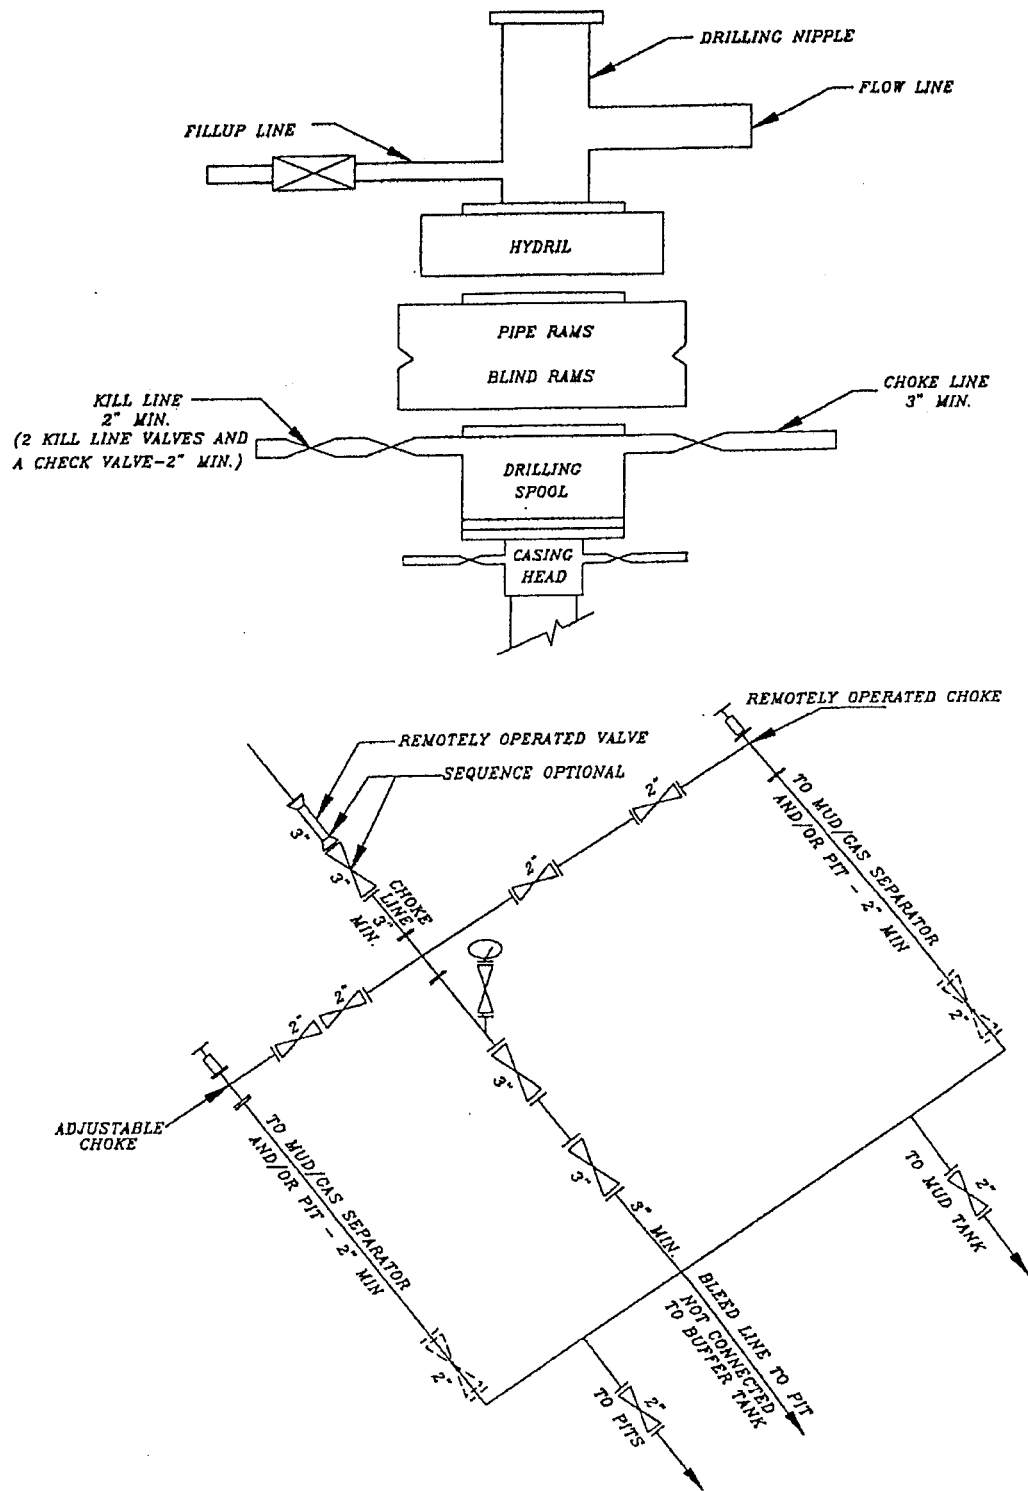 DRILLING NIPPLE
FLOW LINE
FILLUP LINE
HYDRIL
PIPE RAMS
BLIND RAMS
KILL LINE
2" MIN.
(2 KILL LINE VALVES AND
A CHECK VALVE-2" MIN.)
CHOKE LINE
3" MIN.
DRILLING
SPOOL
CASING
HEAD
REMOTELY OPERATED CHOKE
REMOTELY OPERATED VALVE
SEQUENCE OPTIONAL
3"
3"
CHOKE
LINE
3"
MIN.
2"
2"
TO MUD/GAS SEPARATOR
AND/OR PIT - 2" MIN
2"
2"
2"
3"
3"
3" MIN.
ADJUSTABLE
CHOKE
TO MUD/GAS SEPARATOR
AND/OR PIT - 2" MIN
2"
2"
TO MUD TANK
BLEED LINE TO PIT
NOT CONNECTED
TO BUFFER TANK
2"
TO PITS